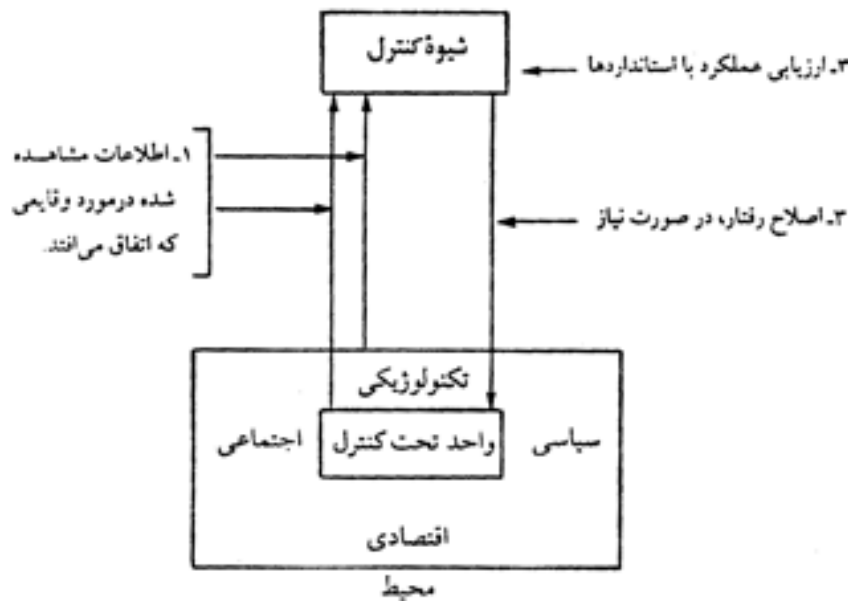 شیوهٔ کنترل
۳ـ ارزیابی عملکرد با استانداردها
۱ـ اطلاعات مشاهده
شده درمورد وقایعی
که اتفاق می‌افتد.
۳ـ اصلاح رفتار، در صورت نیاز
تکنولوژیکی
سیاسی
واحد تحت کنترل
اجتماعی
اقتصادی
محیط